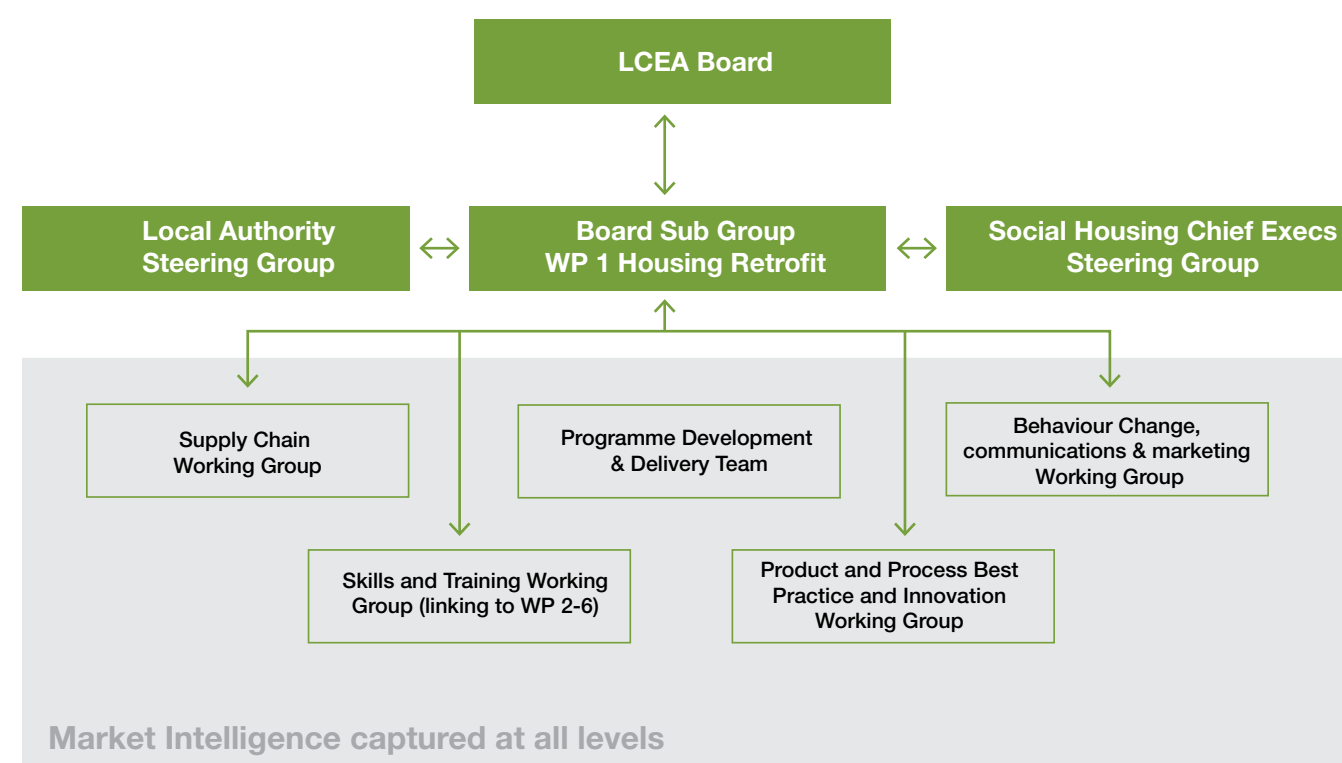 LCEA Board
Local Authority
Steering Group
Board Sub Group
WP 1 Housing Retrofit
Social Housing Chief Execs
Steering Group
Supply Chain
Working Group
Programme Development
& Delivery Team
Behaviour Change,
communications & marketing
Working Group
Skills and Training Working
Group (linking to WP 2-6)
Product and Process Best
Practice and Innovation
Working Group
Market Intelligence captured at all levels